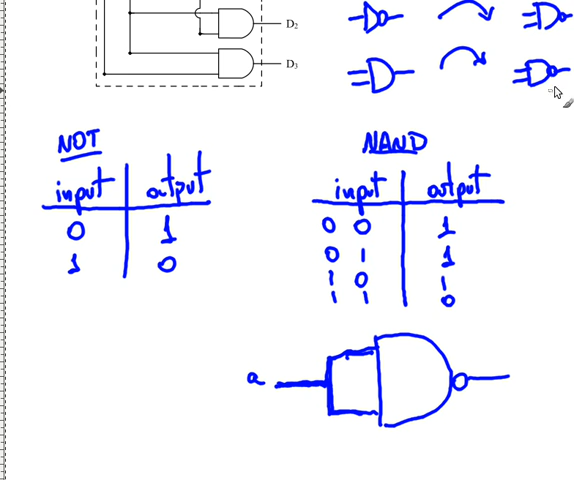 D₂
D₃
NOT
input output
0 1
1 0
NAND
input output
0 0 1
0 1 1
1 0 1
1 1 0
a